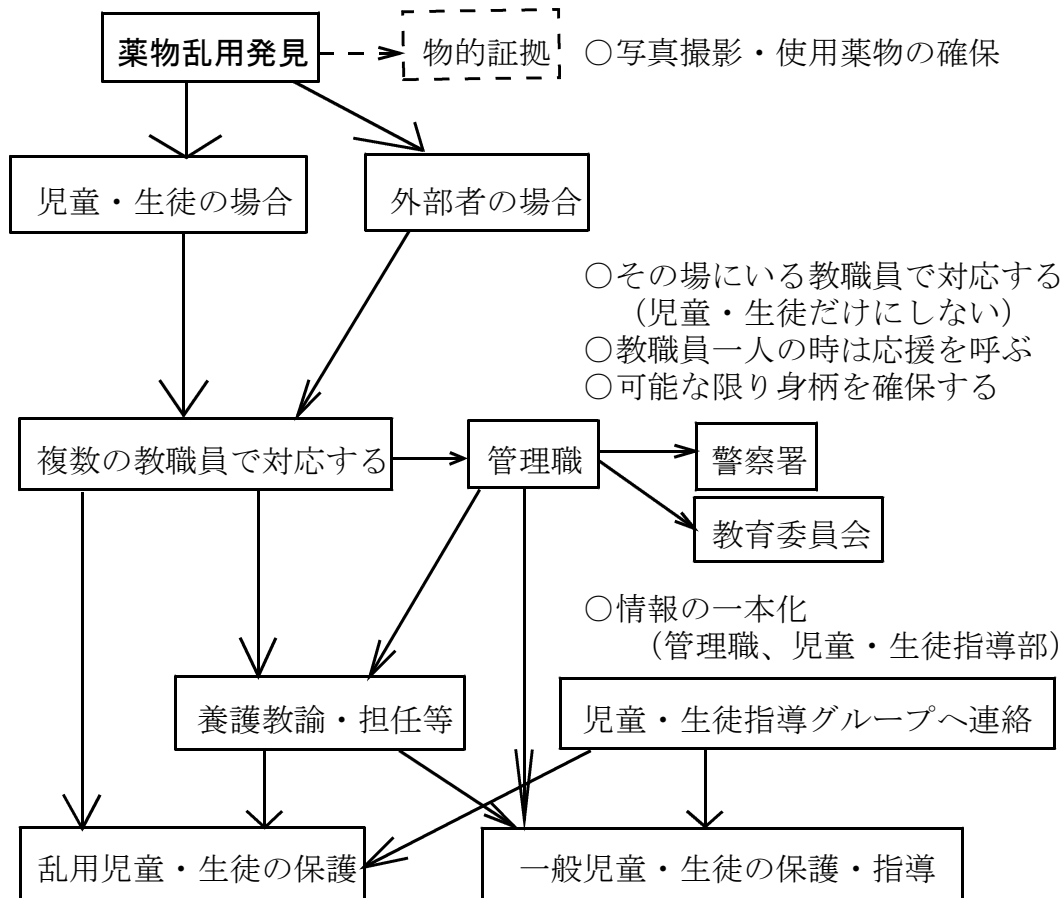 薬物乱用発見
物的証拠
○写真撮影・使用薬物の確保
児童・生徒の場合
外部者の場合
○その場にいる教職員で対応する
（児童・生徒だけにしない）
○教職員一人の時は応援を呼ぶ
○可能な限り身柄を確保する
複数の教職員で対応する
管理職
警察署
教育委員会
○情報の一本化
（管理職、児童・生徒指導部）
養護教諭・担任等
児童・生徒指導グループへ連絡
乱用児童・生徒の保護
一般児童・生徒の保護・指導